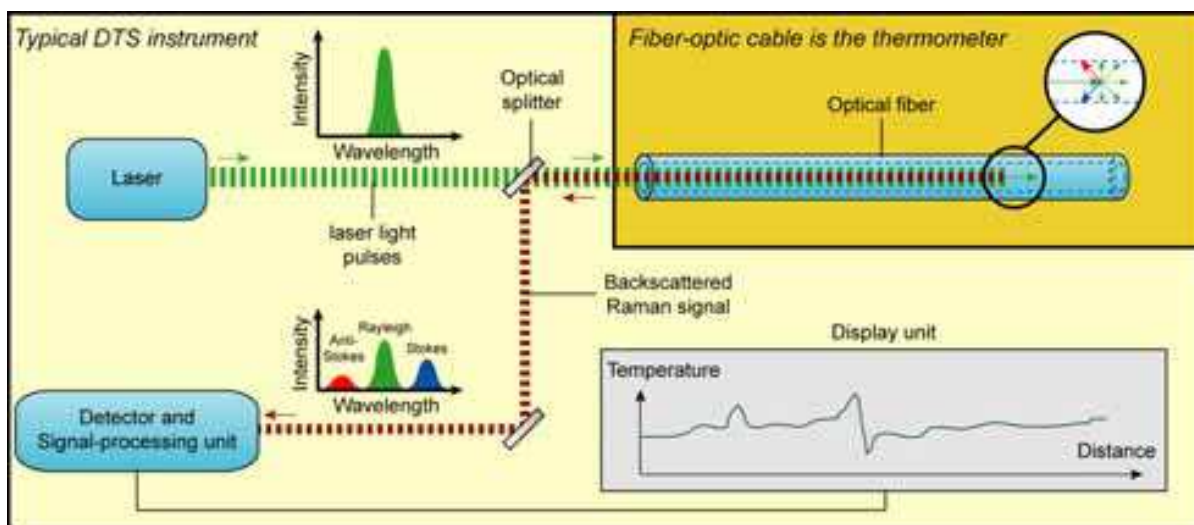 Typical DTS instrument
Fiber-optic cable is the thermometer
Intensity
Wavelength
Optical
splitter
Optical fiber
Laser
laser light
pulses
Backscattered
Raman signal
Intensity
Anti-
Stokes
Rayleigh
Stokes
Wavelength
Display unit
Temperature
Distance
Detector and
Signal-processing unit